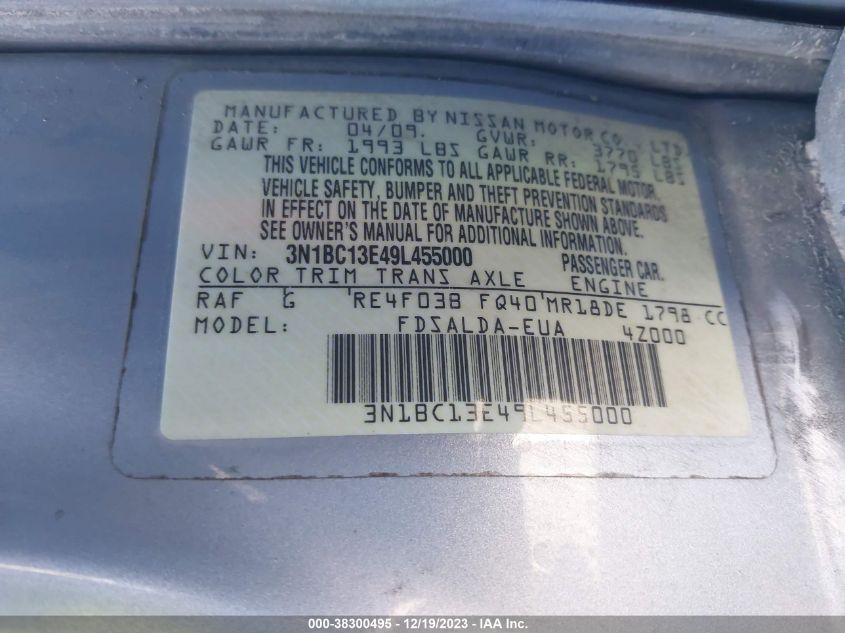 MANUFACTURED BY NISSAN MOTOR CO., LTD.
DATE: 04/09. GVWR: 3770 LBS
GAWR FR: 1993 LBS GAWR RR: 1795 LBS
THIS VEHICLE CONFORMS TO ALL APPLICABLE FEDERAL MOTOR
VEHICLE SAFETY, BUMPER AND THEFT PREVENTION STANDARDS
IN EFFECT ON THE DATE OF MANUFACTURE SHOWN ABOVE.
SEE OWNER'S MANUAL FOR ADDITIONAL INFORMATION.
VIN: 3N1BC13E49L455000 PASSENGER CAR.
COLOR TRIM TRANS AXLE ENGINE
RAF G RE4F03B FQ40 MR18DE 1798 CC
MODEL: FDSALDA-EUA 4Z000
3N1BC13E49L455000
000-38300495 - 12/19/2023 - IAA Inc.